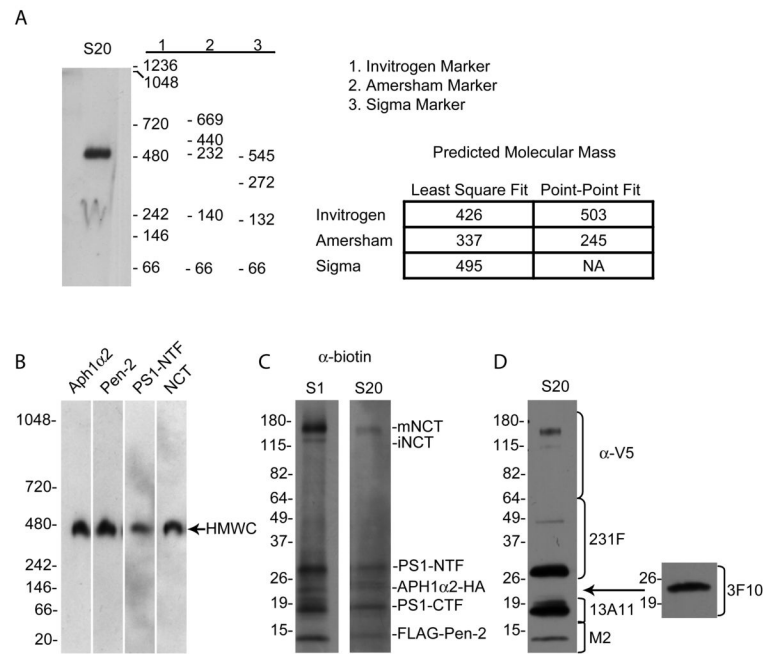 A
S20
1 2 3
- 1236
1048
- 720
- 480
- 242
- 146
- 66
- 669
- 440
- 232
- 140
- 66
- 545
- 272
- 132
- 66
1. Invitrogen Marker
2. Amersham Marker
3. Sigma Marker
Predicted Molecular Mass
Least Square Fit Point-Point Fit
Invitrogen 426 503
Amersham 337 245
Sigma 495 NA
B
Aph1α2 Pen-2 PS1-NTF NCT
1048-
720-
480-
242-
146-
66-
20-
HMWC
C
α-biotin
S1 S20
180-
115-
82-
64-
49-
37-
26-
19-
15-
-mNCT
-iNCT
-PS1-NTF
-APH1α2-HA
-PS1-CTF
-FLAG-Pen-2
D
S20
180-
115-
82-
64-
49-
37-
26-
19-
15-
α-V5
231F
13A11
M2
26-
19-
3F10